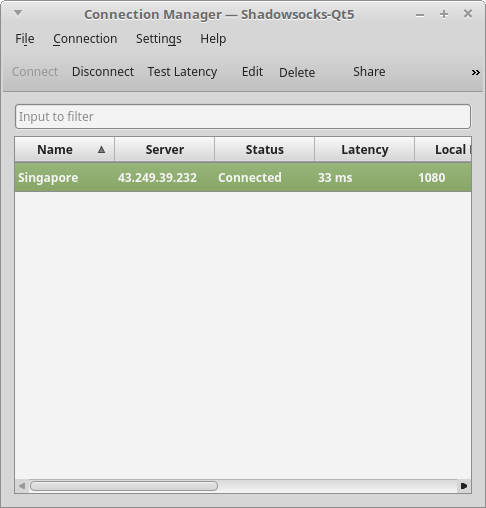 Connection Manager — Shadowsocks-Qt5
File Connection Settings Help
Connect Disconnect Test Latency Edit Delete Share »
Input to filter
Name Server Status Latency Local
Singapore 43.249.39.232 Connected 33 ms 1080